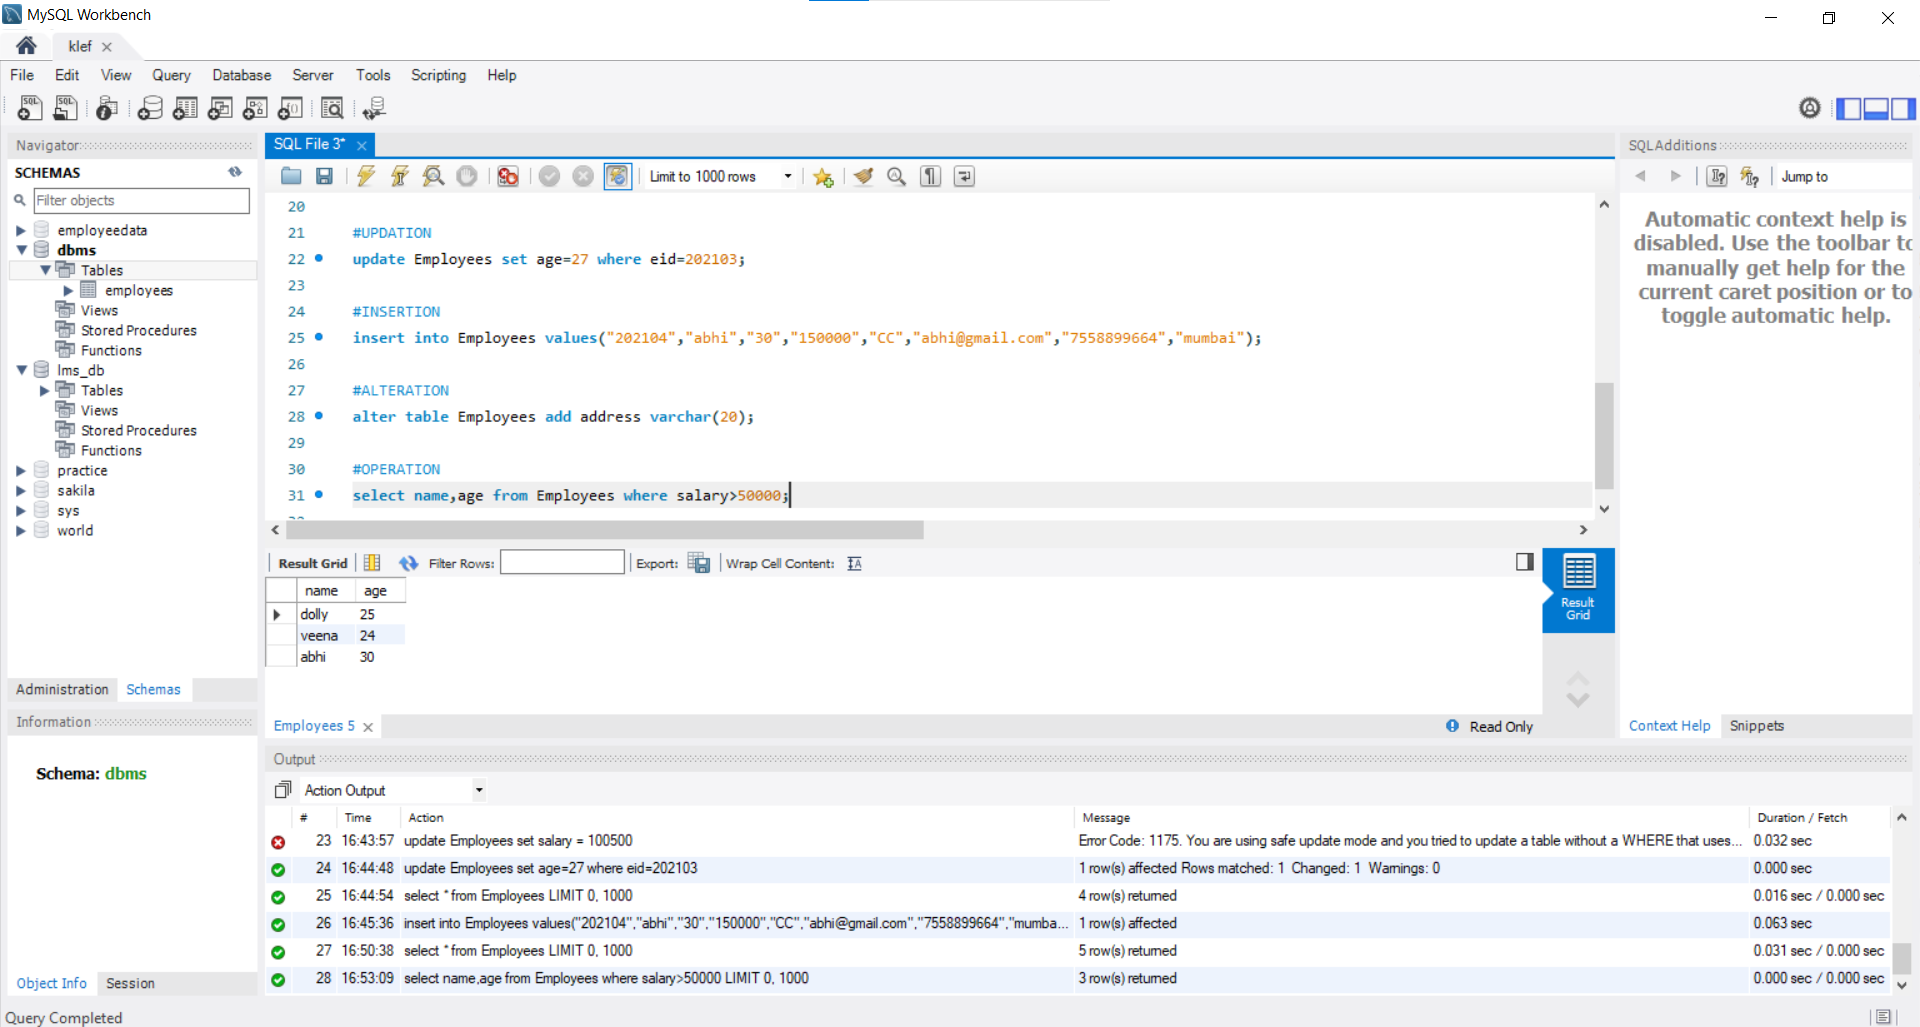 MySQL Workbench
klef
File Edit View Query Database Server Tools Scripting Help
Navigator
SCHEMAS
Filter objects
employeedata
dbms
Tables
employees
Views
Stored Procedures
Functions
lms_db
Tables
Views
Stored Procedures
Functions
practice
sakila
sys
world
Administration Schemas
Information
Schema: dbms
Object Info Session
SQL File 3*
Limit to 1000 rows
20
21 #UPDATION
22 update Employees set age=27 where eid=202103;
23
24 #INSERTION
25 insert into Employees values("202104","abhi","30","150000","CC","abhi@gmail.com","7558899664","mumbai");
26
27 #ALTERATION
28 alter table Employees add address varchar(20);
29
30 #OPERATION
31 select name,age from Employees where salary>50000;
Result Grid Filter Rows: Export: Wrap Cell Content:
name age
dolly 25
veena 24
abhi 30
Result
Grid
Employees 5 Read Only
SQLAdditions
Jump to
Automatic context help is
disabled. Use the toolbar to
manually get help for the
current caret position or to
toggle automatic help.
Context Help Snippets
Output
Action Output
# Time Action Message Duration / Fetch
23 16:43:57 update Employees set salary = 100500 Error Code: 1175. You are using safe update mode and you tried to update a table without a WHERE that uses... 0.032 sec
24 16:44:48 update Employees set age=27 where eid=202103 1 row(s) affected Rows matched: 1 Changed: 1 Warnings: 0 0.000 sec
25 16:44:54 select * from Employees LIMIT 0, 1000 4 row(s) returned 0.016 sec / 0.000 sec
26 16:45:36 insert into Employees values("202104","abhi","30","150000","CC","abhi@gmail.com","7558899664","mumba... 1 row(s) affected 0.063 sec
27 16:50:38 select * from Employees LIMIT 0, 1000 5 row(s) returned 0.031 sec / 0.000 sec
28 16:53:09 select name,age from Employees where salary>50000 LIMIT 0, 1000 3 row(s) returned 0.000 sec / 0.000 sec
Query Completed